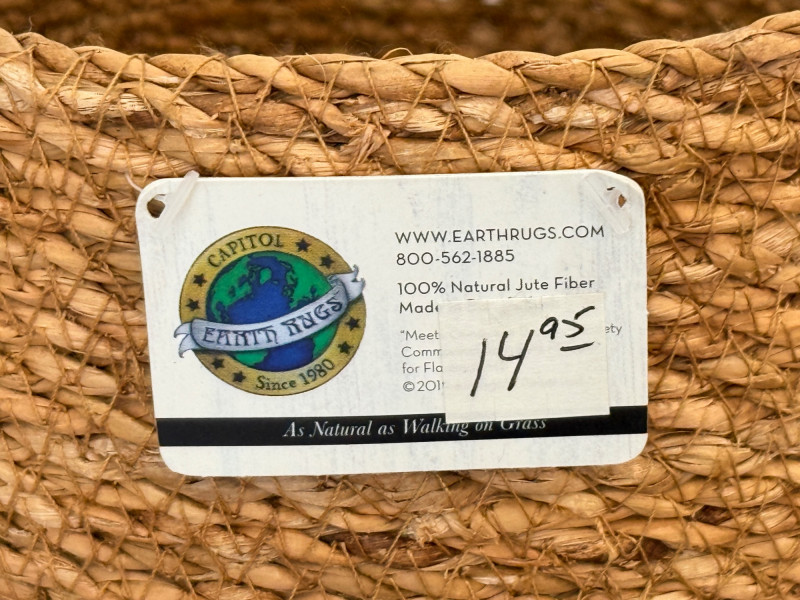 CAPITOL
EARTH RUGS
Since 1980
WWW.EARTHRUGS.COM
800-562-1885
100% Natural Jute Fiber
Made
"Meet
Comm
for Fla
©201
14 95
As Natural as Walking on Grass